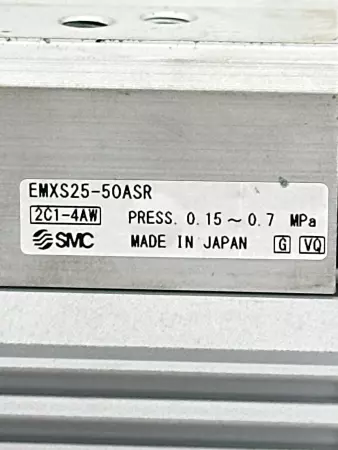 EMXS25-50ASR
2C1-4AW PRESS. 0.15～0.7 MPa
SMC MADE IN JAPAN G VQ